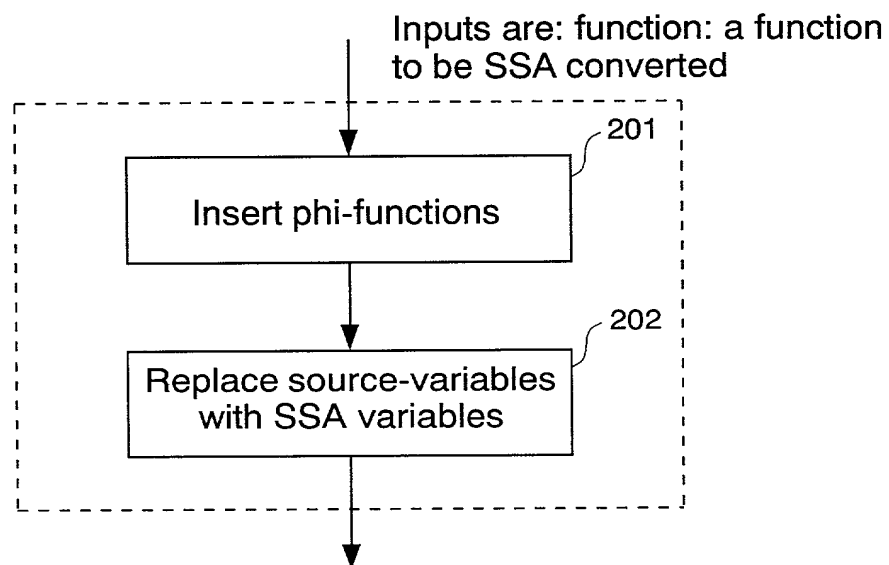 Inputs are: function: a function
to be SSA converted
201
Insert phi-functions
202
Replace source-variables
with SSA variables